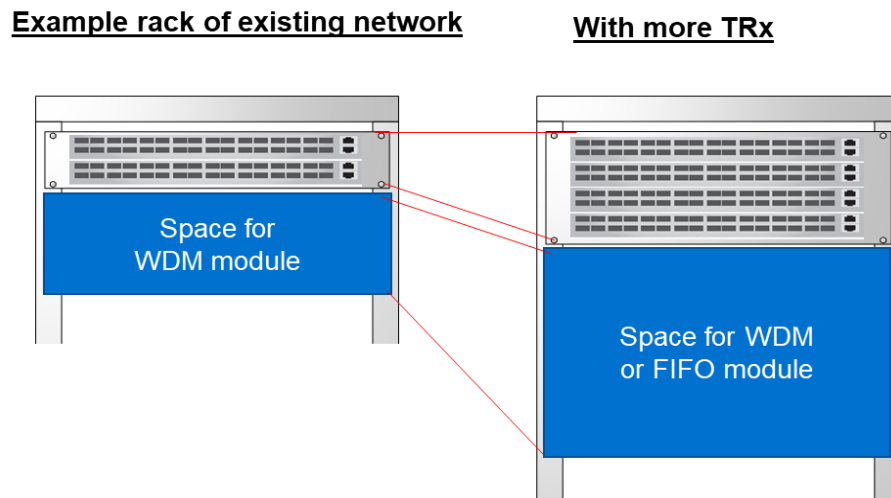 Example rack of existing network
With more TRx
Space for
WDM module
Space for WDM
or FIFO module